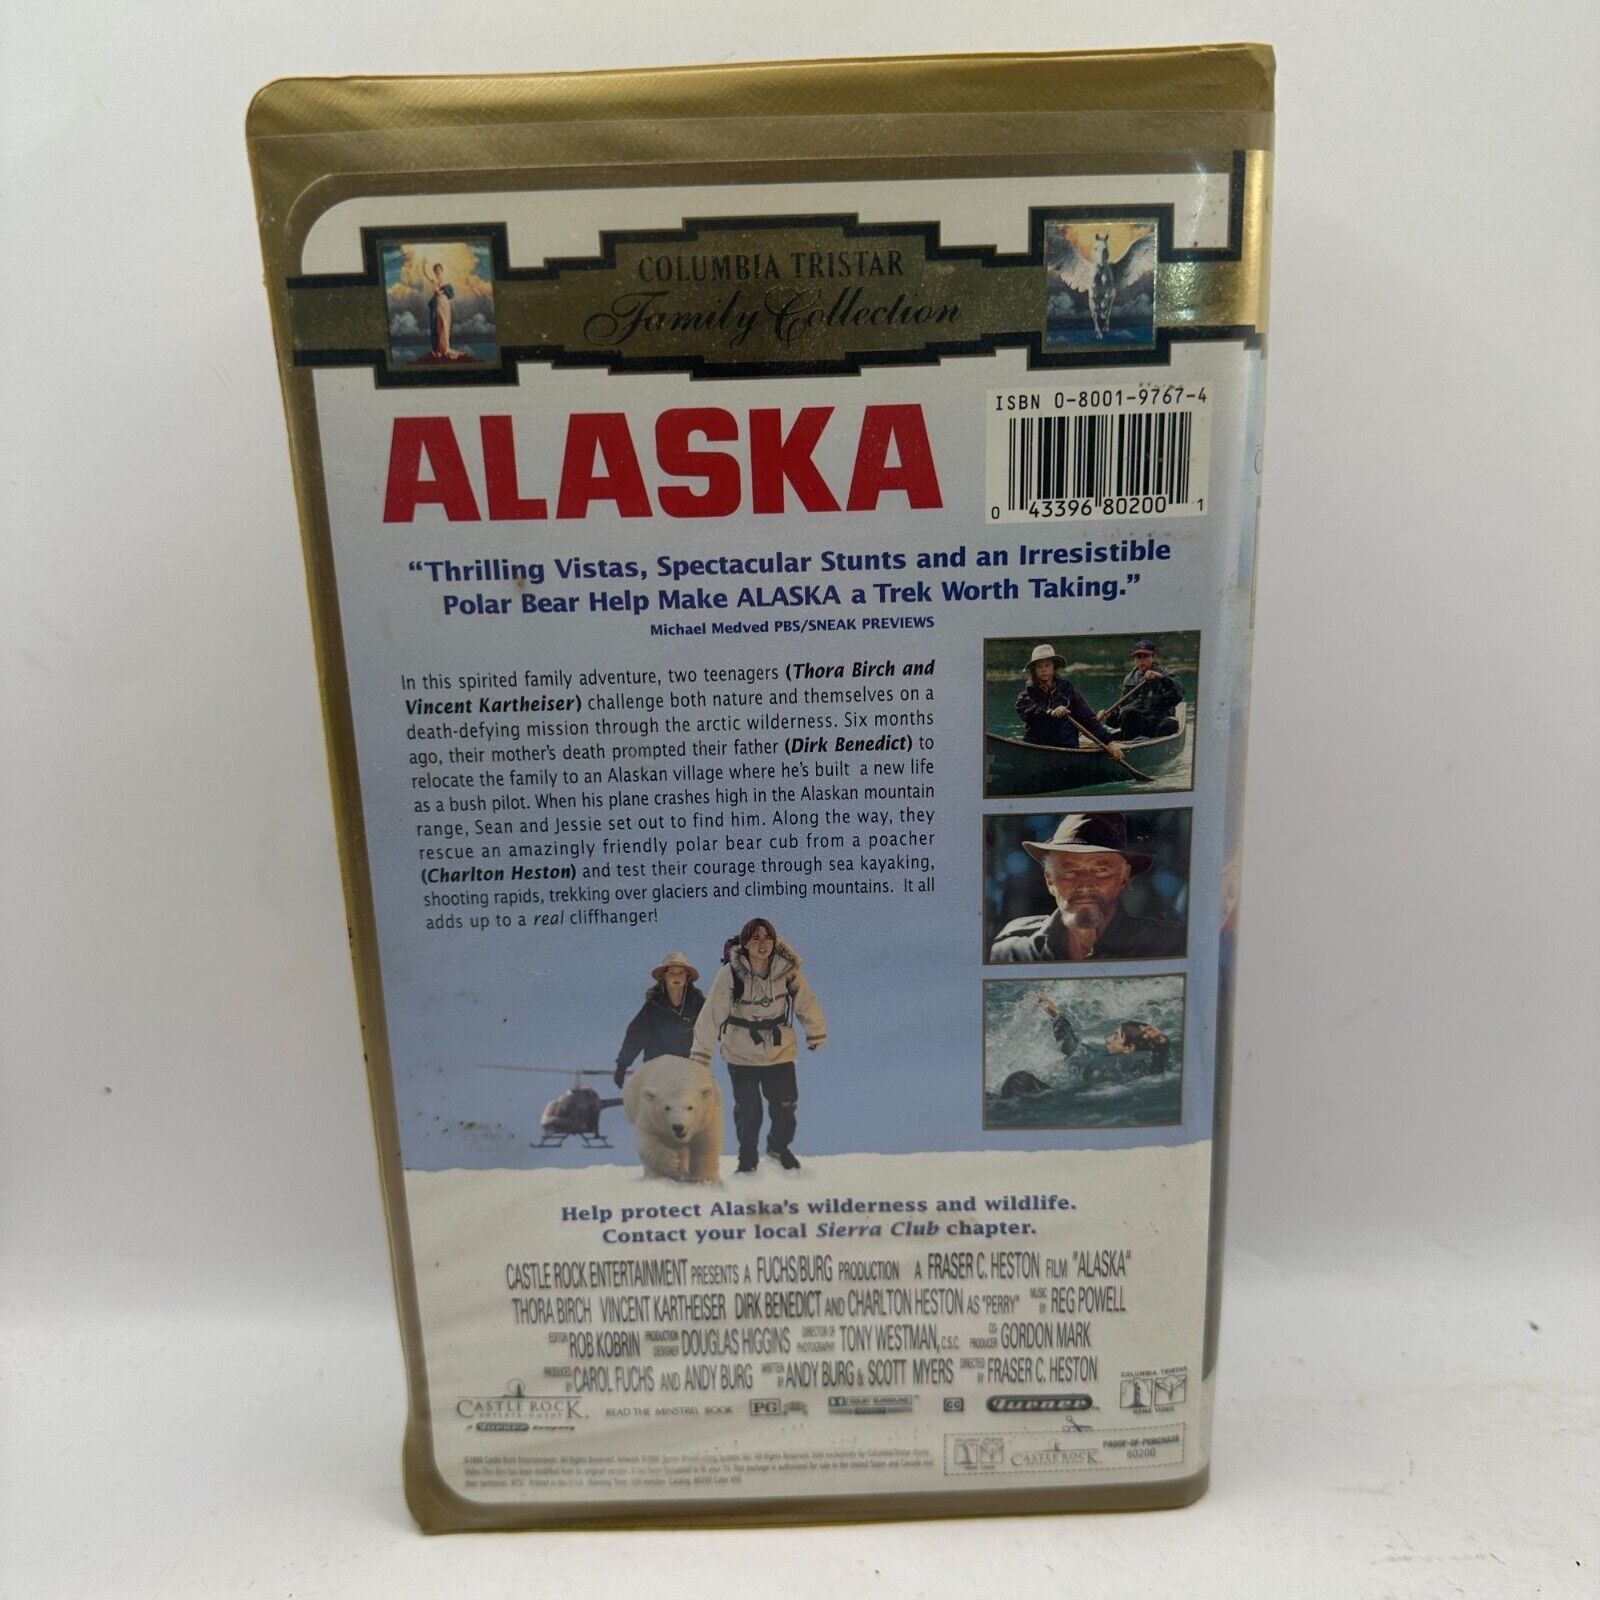 COLUMBIA TRISTAR
Family Collection
ALASKA
ISBN 0-8001-9767-4
0 43396 80200 1
“Thrilling Vistas, Spectacular Stunts and an Irresistible
Polar Bear Help Make ALASKA a Trek Worth Taking.”
Michael Medved PBS/SNEAK PREVIEWS
In this spirited family adventure, two teenagers (Thora Birch and
Vincent Kartheiser) challenge both nature and themselves on a
death-defying mission through the arctic wilderness. Six months
ago, their mother's death prompted their father (Dirk Benedict) to
relocate the family to an Alaskan village where he's built a new life
as a bush pilot. When his plane crashes high in the Alaskan mountain
range, Sean and Jessie set out to find him. Along the way, they
rescue an amazingly friendly polar bear cub from a poacher
(Charlton Heston) and test their courage through sea kayaking,
shooting rapids, trekking over glaciers and climbing mountains. It all
adds up to a real cliffhanger!
Help protect Alaska's wilderness and wildlife.
Contact your local Sierra Club chapter.
CASTLE ROCK ENTERTAINMENT PRESENTS A FUCHS/BURG PRODUCTION A FRASER C. HESTON FILM "ALASKA"
THORA BIRCH VINCENT KARTHEISER DIRK BENEDICT AND CHARLTON HESTON AS "PERRY" MUSIC BY REG POWELL
EDITOR ROB KOBRIN PRODUCTION DESIGNER DOUGLAS HIGGINS DIRECTOR OF PHOTOGRAPHY TONY WESTMAN, C.S.C. CO-PRODUCER GORDON MARK
PRODUCED BY CAROL FUCHS AND ANDY BURG WRITTEN BY ANDY BURG & SCOTT MYERS DIRECTED BY FRASER C. HESTON
CASTLE ROCK
ENTERTAINMENT
A Turner Company
READ THE MINSTREL BOOK
PG
DOLBY SURROUND
CC
Turner
COLUMBIA TRISTAR
HOME VIDEO
CASTLE ROCK
PROOF-OF-PURCHASE
80200